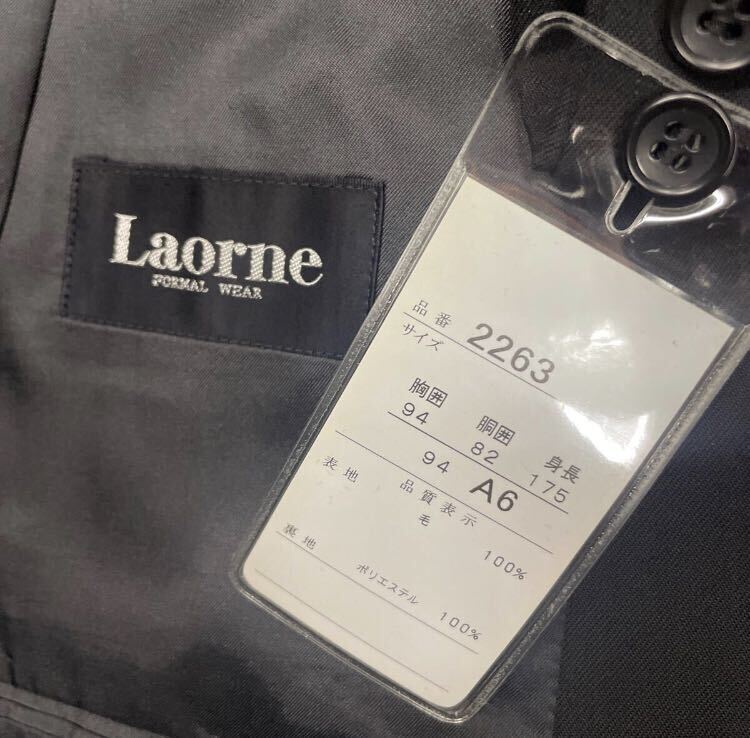 Laorne
FORMAL WEAR
品番 2263
サイズ
胸囲 胴囲 身長
94 82 175
94 A6
品質表示
表地 毛 100%
裏地 ポリエステル 100%